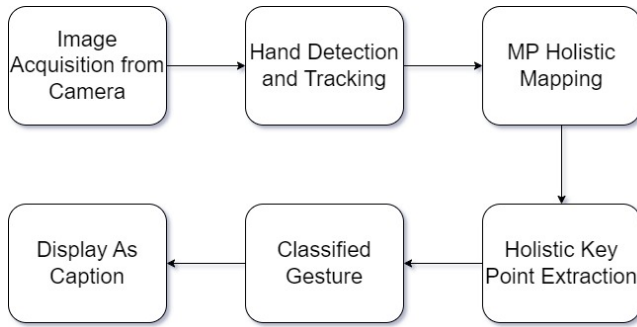 Image
Acquisition from
Camera
Hand Detection
and Tracking
MP Holistic
Mapping
Holistic Key
Point Extraction
Classified
Gesture
Display As
Caption